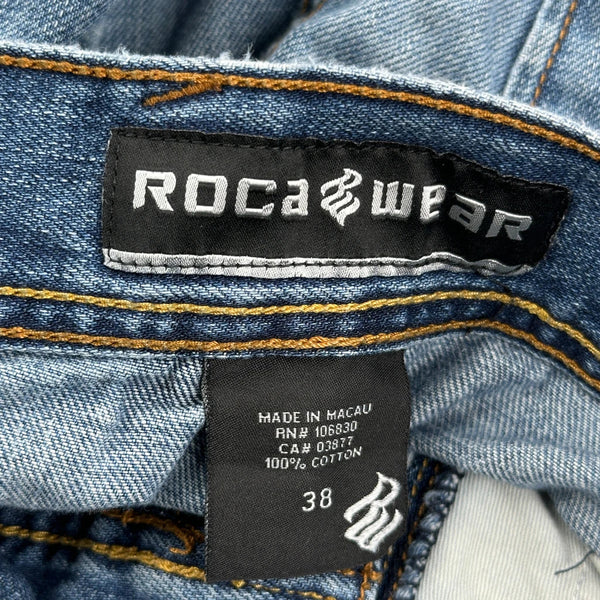 ROCa wear
MADE IN MACAU
RN# 106830
CA# 03877
100% COTTON
38